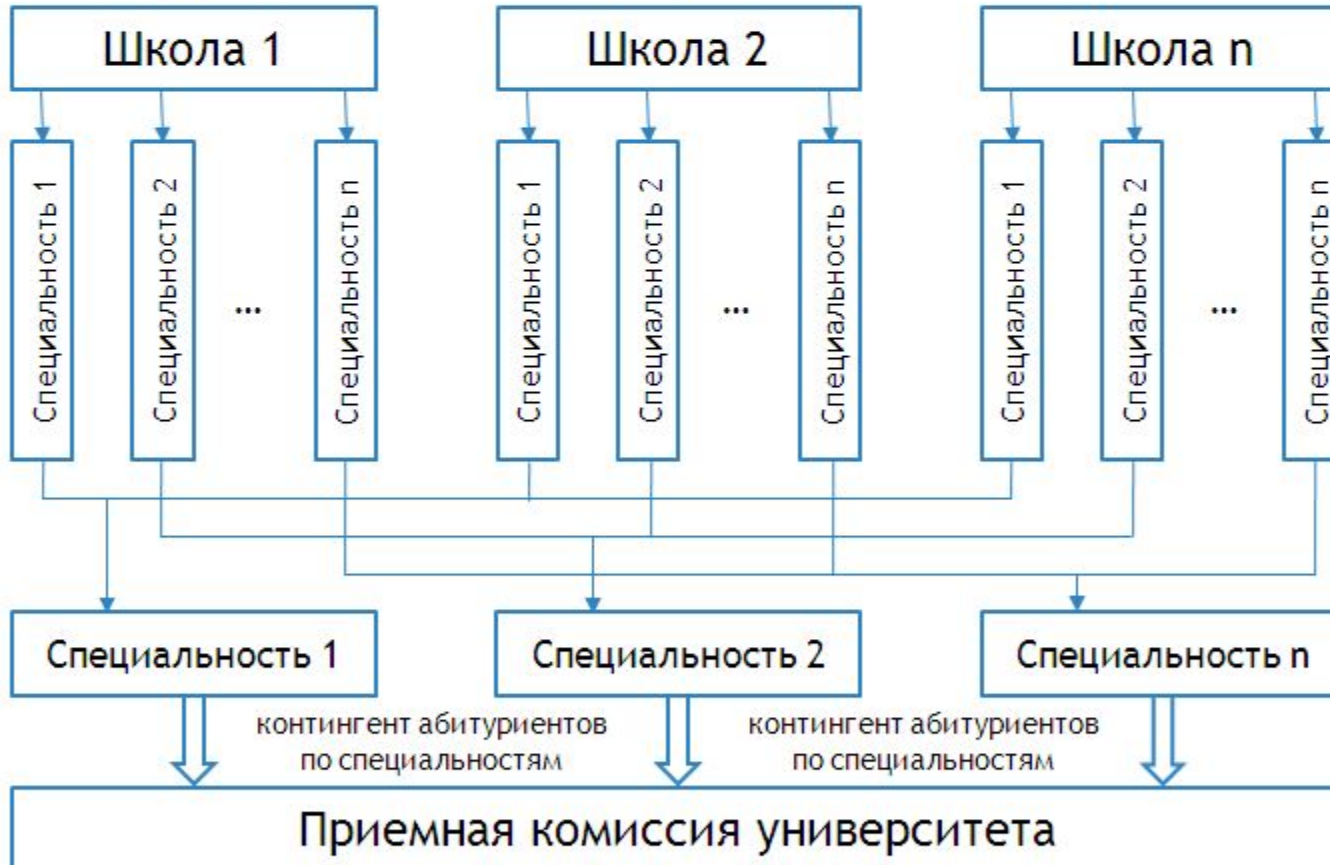 Школа 1
Школа 2
Школа n
Специальность 1
Специальность 2
...
Специальность n
Специальность 1
Специальность 2
...
Специальность n
Специальность 1
Специальность 2
...
Специальность n
Специальность 1
Специальность 2
Специальность n
контингент абитуриентов
по специальностям
контингент абитуриентов
по специальностям
Приемная комиссия университета